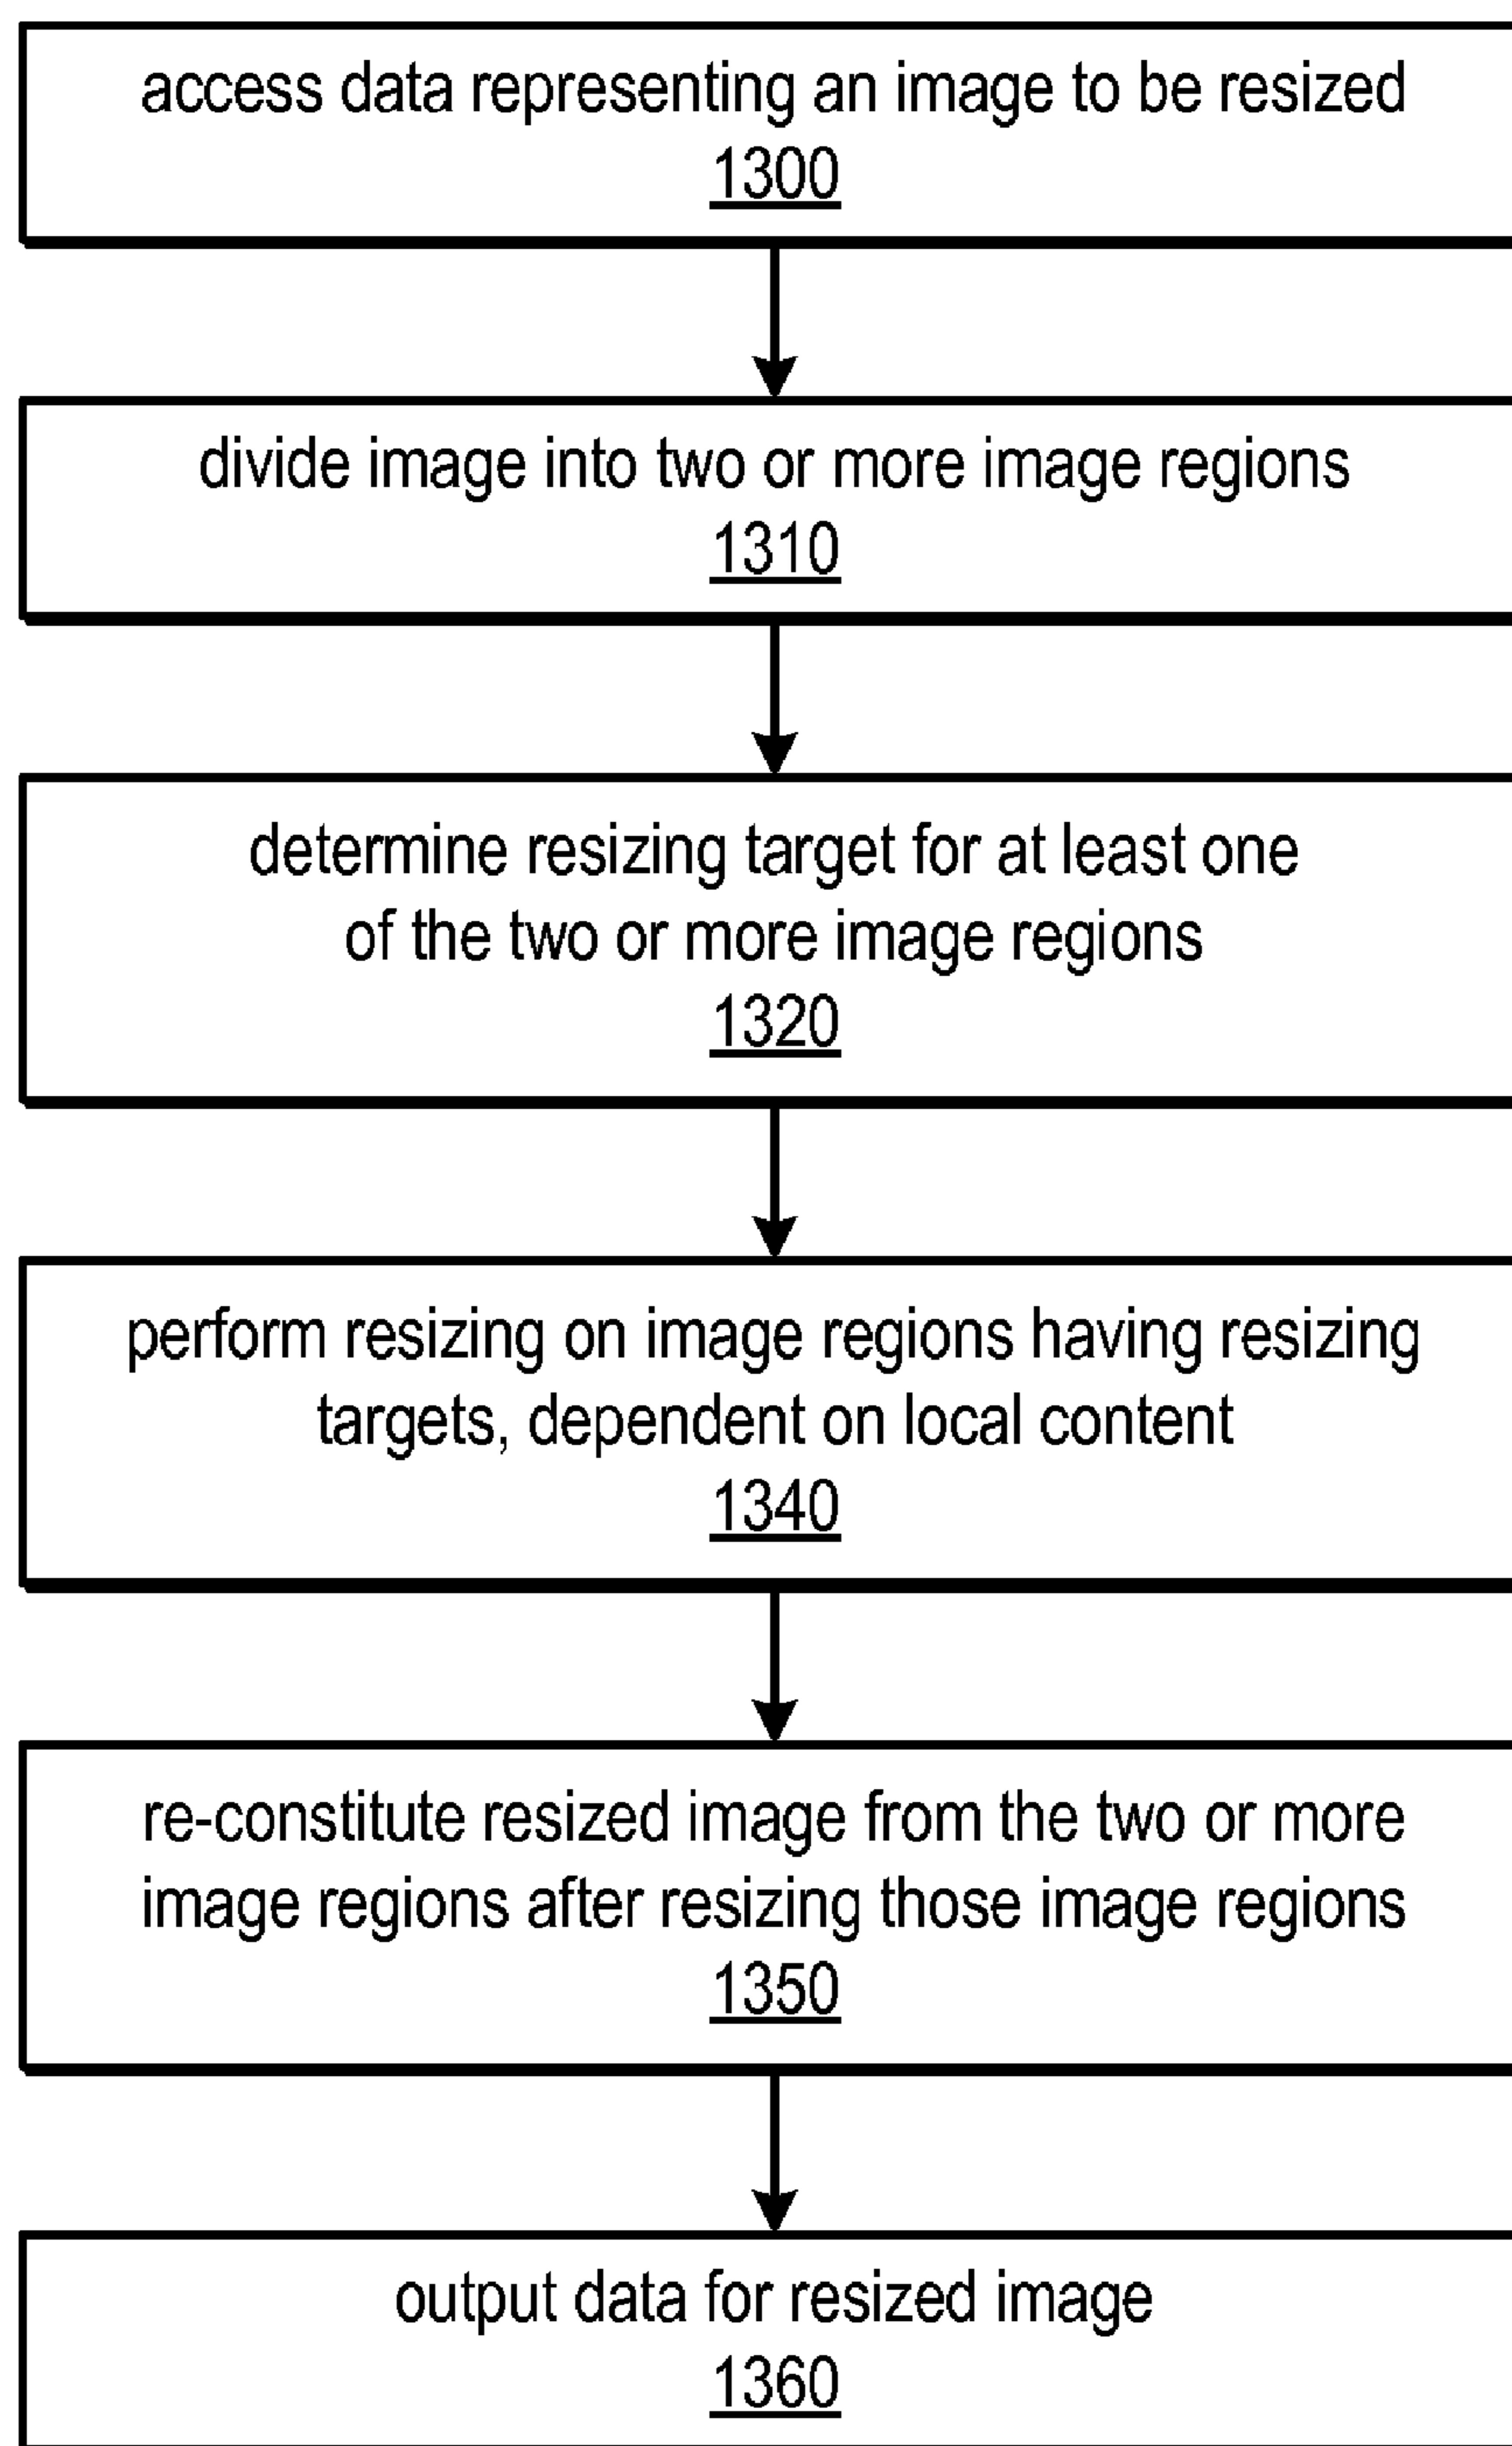 access data representing an image to be resized
1300
divide image into two or more image regions
1310
determine resizing target for at least one
of the two or more image regions
1320
perform resizing on image regions having resizing
targets, dependent on local content
1340
re-constitute resized image from the two or more
image regions after resizing those image regions
1350
output data for resized image
1360